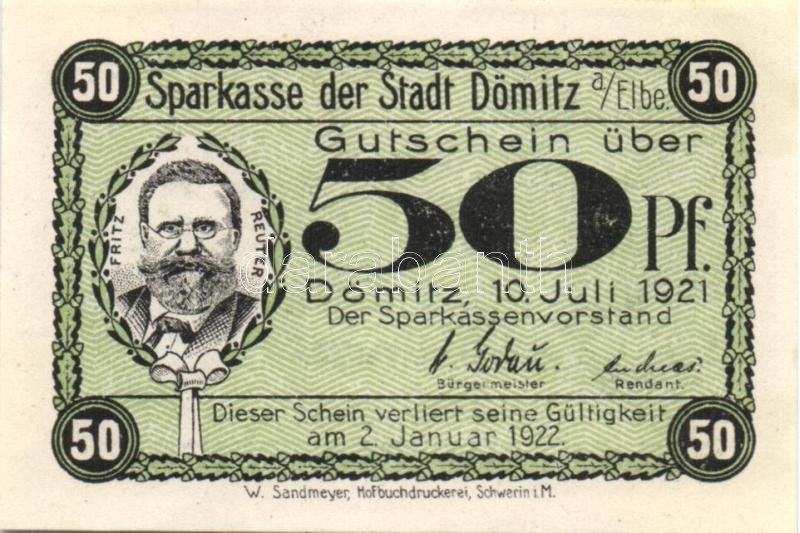 50 50
Sparkasse der Stadt Dömitz a/Elbe.
Gutschein über
50 Pf.
FRITZ REUTER
Dömitz, 10. Juli 1921
Der Sparkassenvorstand
Bürgermeister Rendant.
Dieser Schein verliert seine Gültigkeit
am 2. Januar 1922.
50 50
W. Sandmeyer, Hofbuchdruckerei, Schwerin i. M.
darabanth